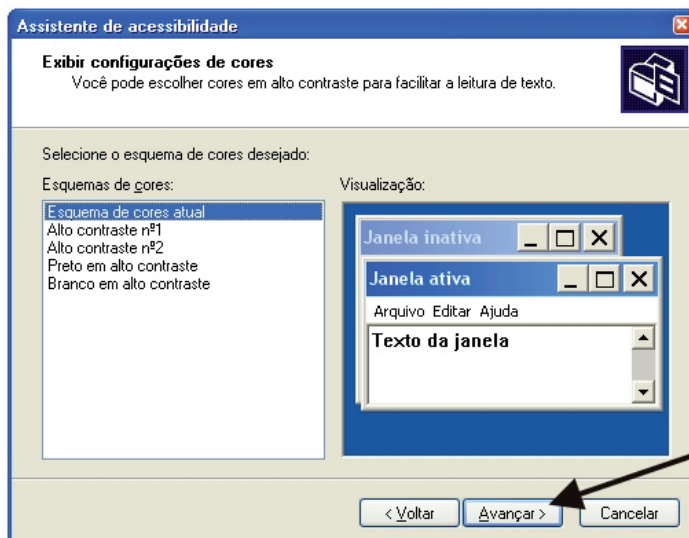 Assistente de acessibilidade
Exibir configurações de cores
Você pode escolher cores em alto contraste para facilitar a leitura de texto.
Selecione o esquema de cores desejado:
Esquemas de cores:
Esquema de cores atual
Alto contraste nº1
Alto contraste nº2
Preto em alto contraste
Branco em alto contraste
Visualização:
Janela inativa
Janela ativa
Arquivo Editar Ajuda
Texto da janela
< Voltar Avançar > Cancelar